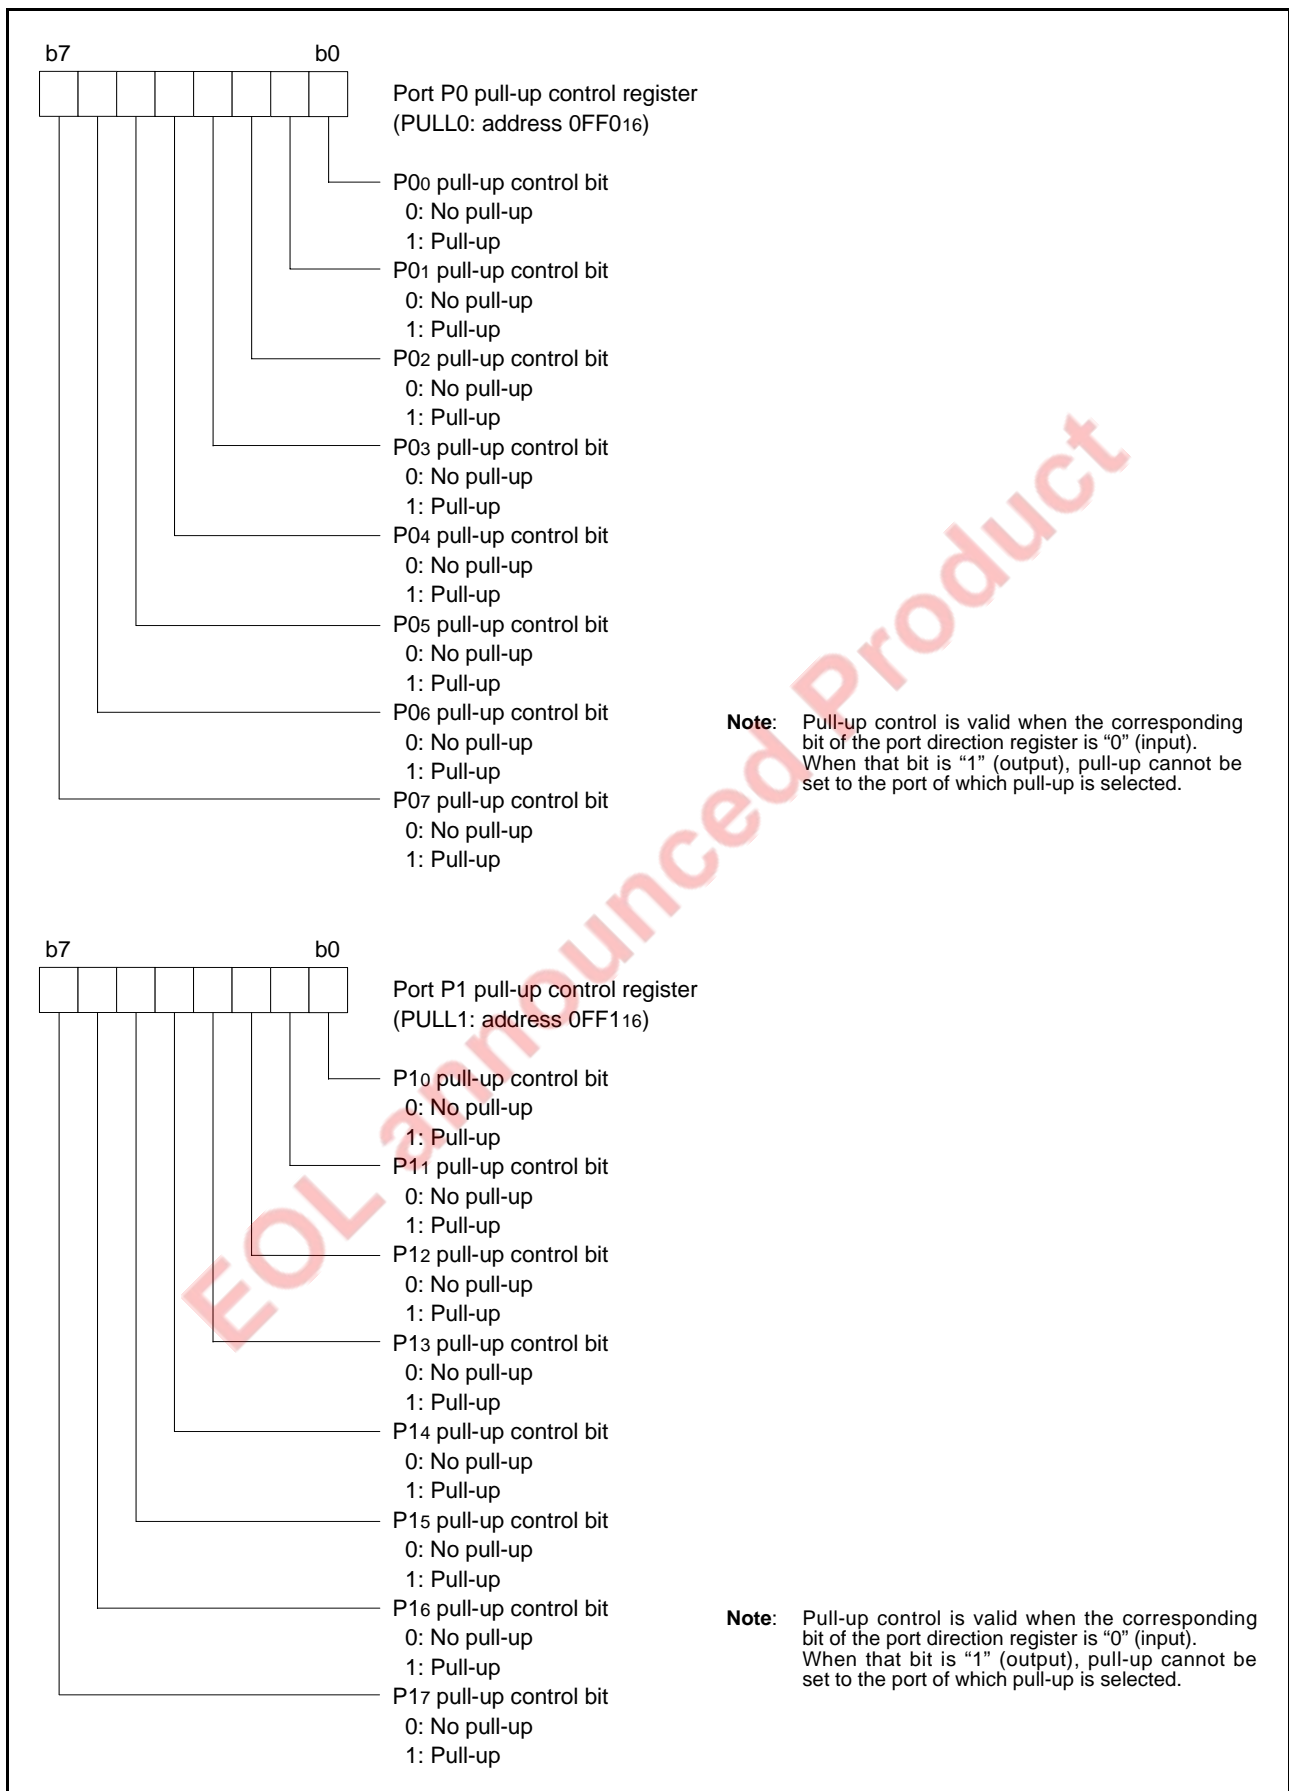 b7 b0
Port P0 pull-up control register
(PULL0: address 0FF016)
P00 pull-up control bit
0: No pull-up
1: Pull-up
P01 pull-up control bit
0: No pull-up
1: Pull-up
P02 pull-up control bit
0: No pull-up
1: Pull-up
P03 pull-up control bit
0: No pull-up
1: Pull-up
P04 pull-up control bit
0: No pull-up
1: Pull-up
P05 pull-up control bit
0: No pull-up
1: Pull-up
P06 pull-up control bit
0: No pull-up
1: Pull-up
P07 pull-up control bit
0: No pull-up
1: Pull-up
Note: Pull-up control is valid when the corresponding
bit of the port direction register is “0” (input).
When that bit is “1” (output), pull-up cannot be
set to the port of which pull-up is selected.
b7 b0
Port P1 pull-up control register
(PULL1: address 0FF116)
P10 pull-up control bit
0: No pull-up
1: Pull-up
P11 pull-up control bit
0: No pull-up
1: Pull-up
P12 pull-up control bit
0: No pull-up
1: Pull-up
P13 pull-up control bit
0: No pull-up
1: Pull-up
P14 pull-up control bit
0: No pull-up
1: Pull-up
P15 pull-up control bit
0: No pull-up
1: Pull-up
P16 pull-up control bit
0: No pull-up
1: Pull-up
P17 pull-up control bit
0: No pull-up
1: Pull-up
Note: Pull-up control is valid when the corresponding
bit of the port direction register is “0” (input).
When that bit is “1” (output), pull-up cannot be
set to the port of which pull-up is selected.
EOL announced Product